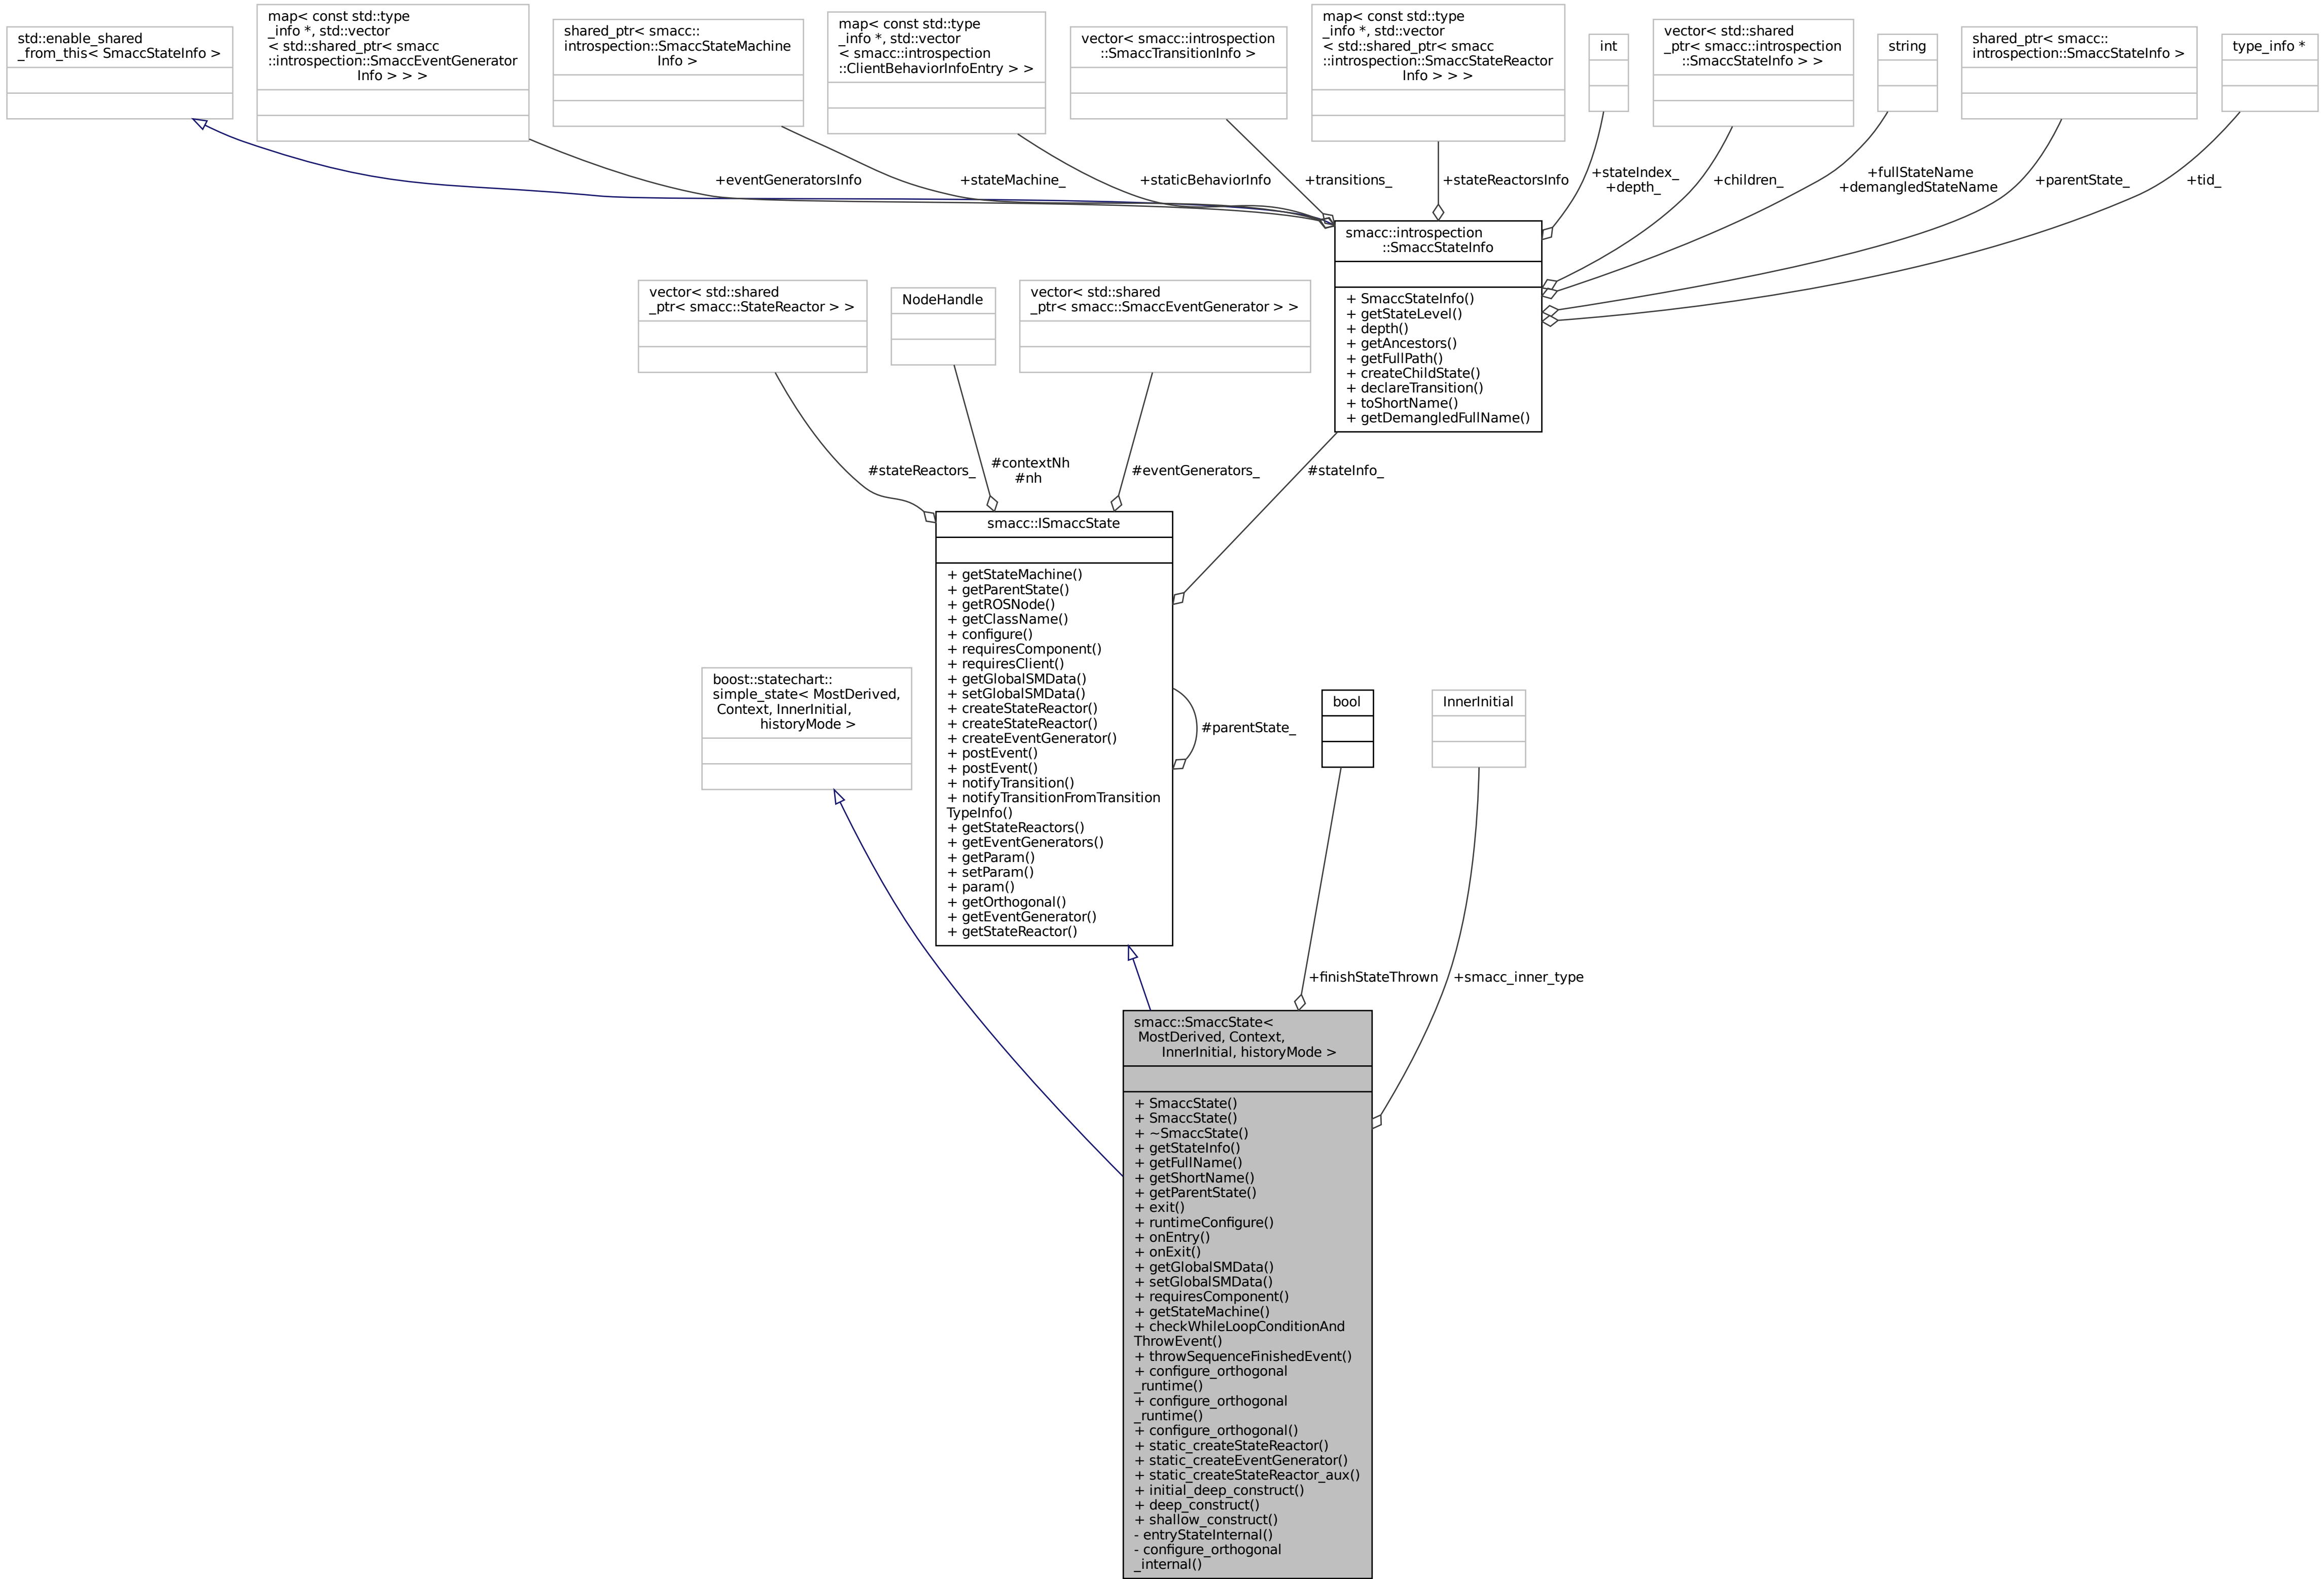 std::enable_shared
_from_this< SmaccStateInfo >
map< const std::type
_info *, std::vector
< std::shared_ptr< smacc
::introspection::SmaccEventGenerator
Info > > >
shared_ptr< smacc::
introspection::SmaccStateMachine
Info >
map< const std::type
_info *, std::vector
< smacc::introspection
::ClientBehaviorInfoEntry > >
vector< smacc::introspection
::SmaccTransitionInfo >
map< const std::type
_info *, std::vector
< std::shared_ptr< smacc
::introspection::SmaccStateReactor
Info > > >
int
vector< std::shared
_ptr< smacc::introspection
::SmaccStateInfo > >
string
shared_ptr< smacc::
introspection::SmaccStateInfo >
type_info *
+eventGeneratorsInfo
+stateMachine_
+staticBehaviorInfo
+transitions_
+stateReactorsInfo
+stateIndex_
+depth_
+children_
+fullStateName
+demangledStateName
+parentState_
+tid_
smacc::introspection
::SmaccStateInfo
+ SmaccStateInfo()
+ getStateLevel()
+ depth()
+ getAncestors()
+ getFullPath()
+ createChildState()
+ declareTransition()
+ toShortName()
+ getDemangledFullName()
vector< std::shared
_ptr< smacc::StateReactor > >
NodeHandle
vector< std::shared
_ptr< smacc::SmaccEventGenerator > >
#stateReactors_
#contextNh
#nh
#eventGenerators_
#stateInfo_
smacc::ISmaccState
+ getStateMachine()
+ getParentState()
+ getROSNode()
+ getClassName()
+ configure()
+ requiresComponent()
+ requiresClient()
+ getGlobalSMData()
+ setGlobalSMData()
+ createStateReactor()
+ createStateReactor()
+ createEventGenerator()
+ postEvent()
+ postEvent()
+ notifyTransition()
+ notifyTransitionFromTransition
TypeInfo()
+ getStateReactors()
+ getEventGenerators()
+ getParam()
+ setParam()
+ param()
+ getOrthogonal()
+ getEventGenerator()
+ getStateReactor()
#parentState_
boost::statechart::
simple_state< MostDerived,
Context, InnerInitial,
historyMode >
bool
InnerInitial
+finishStateThrown
+smacc_inner_type
smacc::SmaccState<
MostDerived, Context,
InnerInitial, historyMode >
+ SmaccState()
+ SmaccState()
+ ~SmaccState()
+ getStateInfo()
+ getFullName()
+ getShortName()
+ getParentState()
+ exit()
+ runtimeConfigure()
+ onEntry()
+ onExit()
+ getGlobalSMData()
+ setGlobalSMData()
+ requiresComponent()
+ getStateMachine()
+ checkWhileLoopConditionAnd
ThrowEvent()
+ throwSequenceFinishedEvent()
+ configure_orthogonal
_runtime()
+ configure_orthogonal
_runtime()
+ configure_orthogonal()
+ static_createStateReactor()
+ static_createEventGenerator()
+ static_createStateReactor_aux()
+ initial_deep_construct()
+ deep_construct()
+ shallow_construct()
- entryStateInternal()
- configure_orthogonal
_internal()